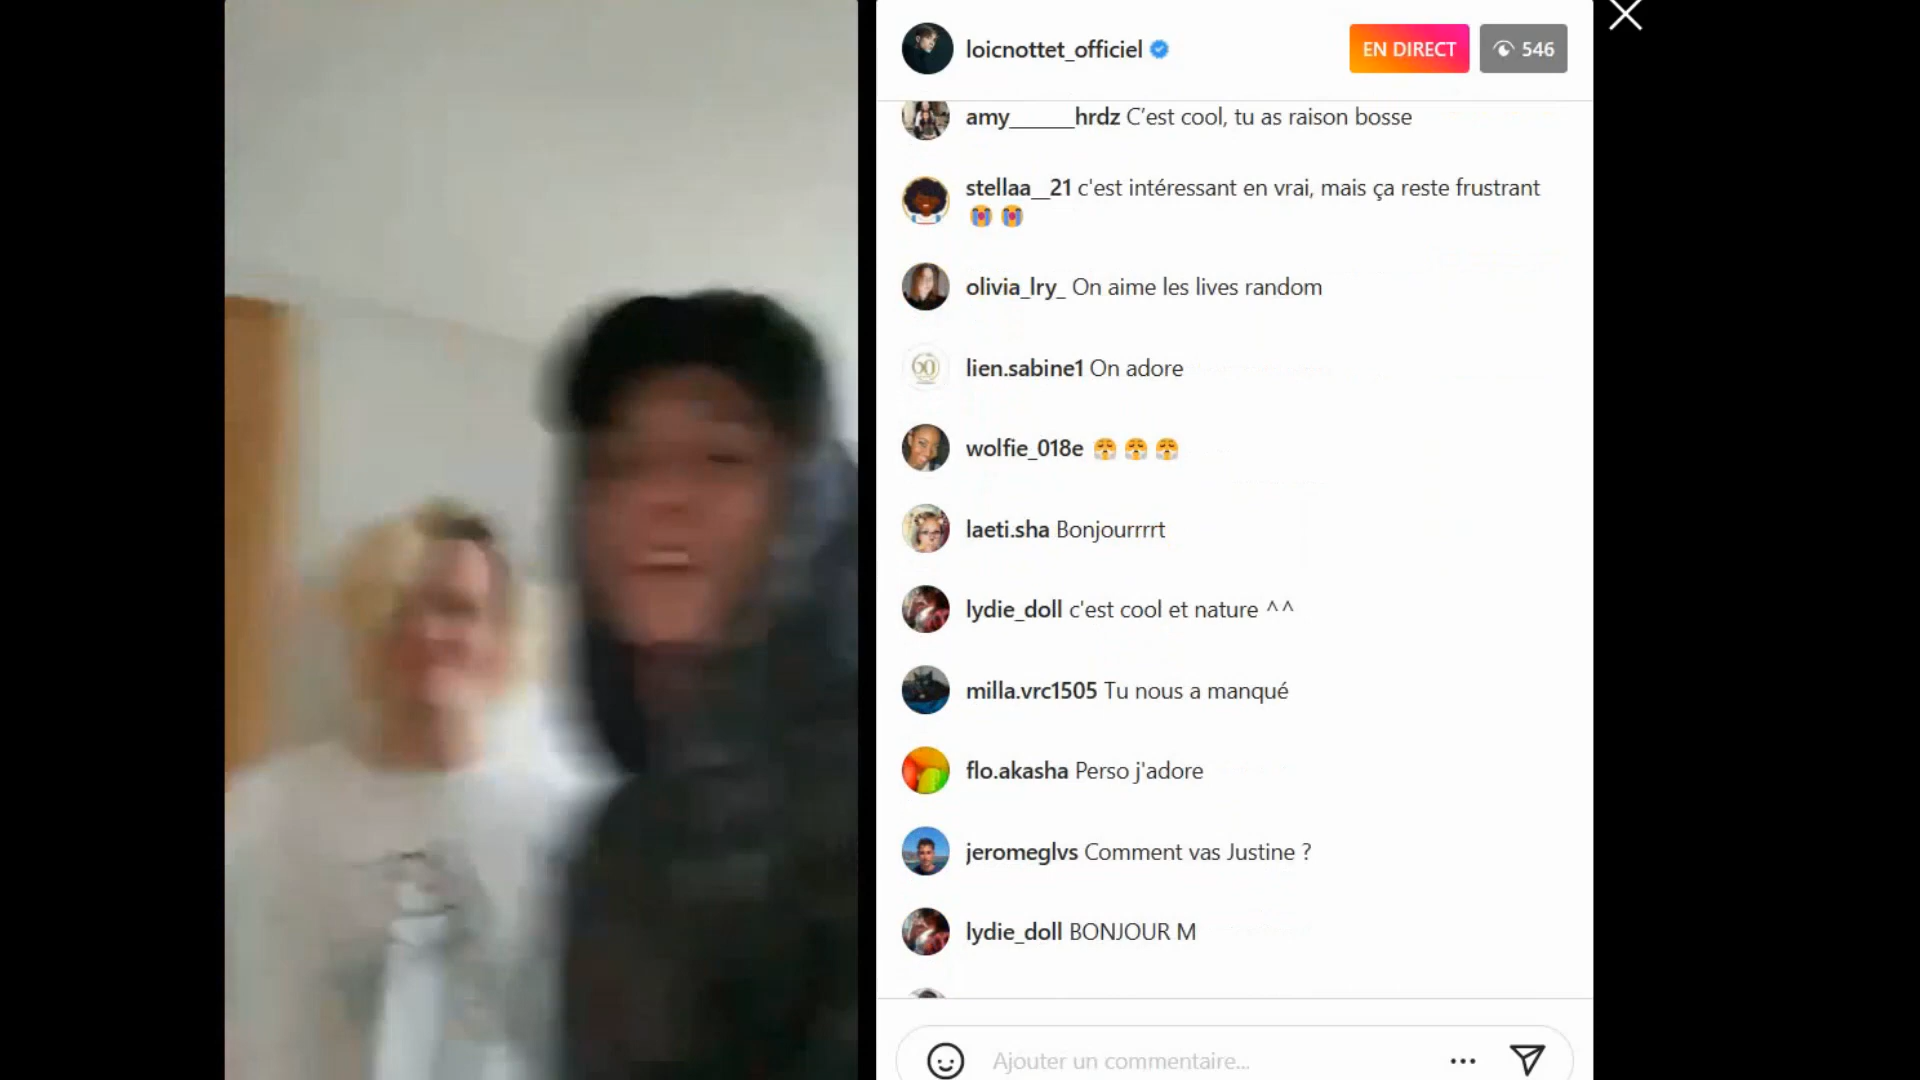 loicnottet_officiel
EN DIRECT
546
amy______hrdz C'est cool, tu as raison bosse
stellaa__21 c'est intéressant en vrai, mais ça reste frustrant
😭 😭
olivia_lry_ On aime les lives random
60
lien.sabine1 On adore
wolfie_018e 😤 😤 😤
laeti.sha Bonjourrrrt
lydie_doll c'est cool et nature ^^
milla.vrc1505 Tu nous a manqué
flo.akasha Perso j'adore
jeromeglvs Comment vas Justine ?
lydie_doll BONJOUR M
Ajouter un commentaire...